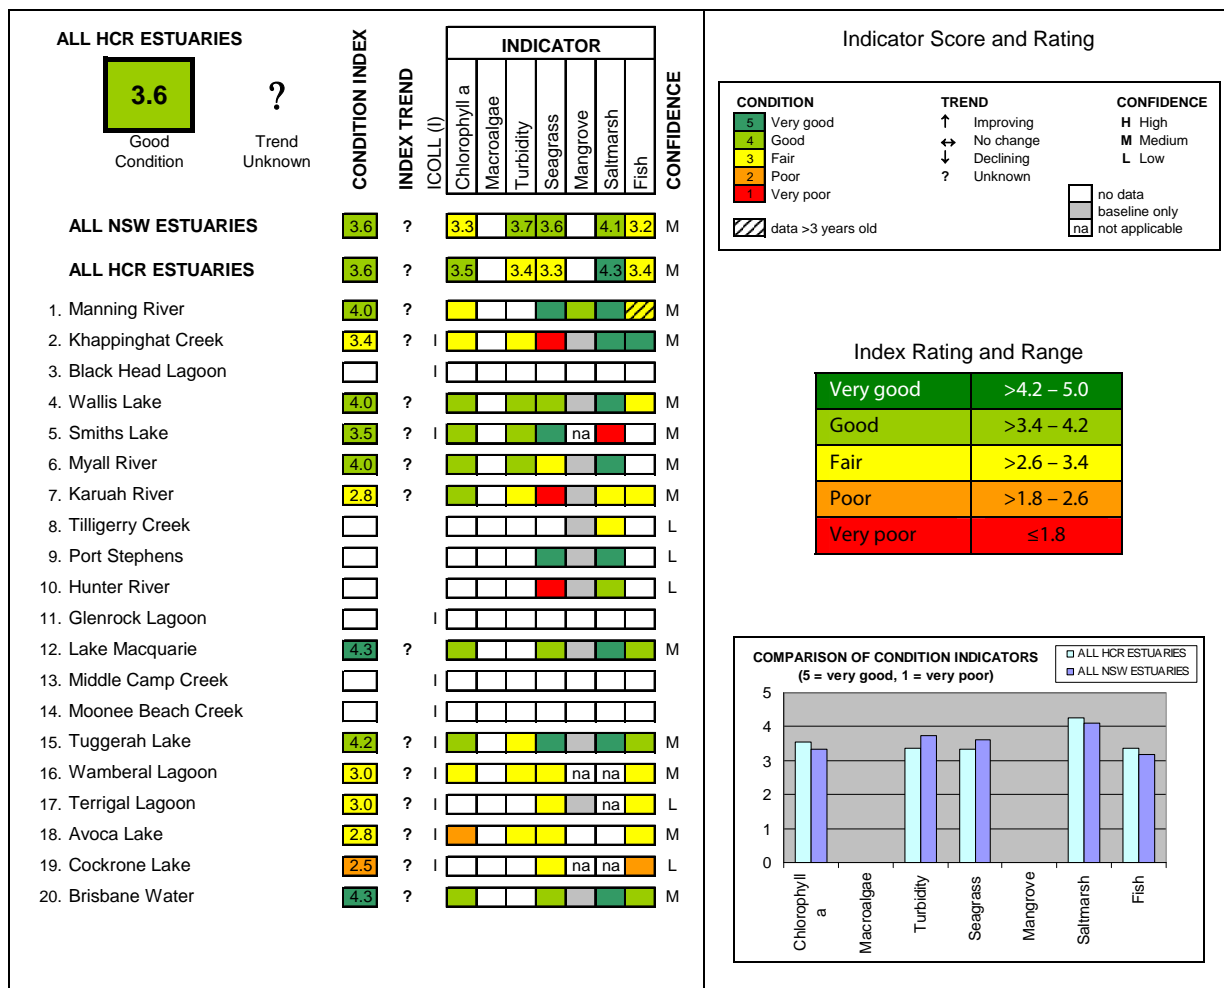 ALL HCR ESTUARIES
3.6
Good
Condition
?
Trend
Unknown
CONDITION INDEX
INDEX TREND
ICOLL (I)
INDICATOR
Chlorophyll a
Macroalgae
Turbidity
Seagrass
Mangrove
Saltmarsh
Fish
CONFIDENCE
ALL NSW ESTUARIES 3.6 ? 3.3 3.7 3.6 4.1 3.2 M
ALL HCR ESTUARIES 3.6 ? 3.5 3.4 3.3 4.3 3.4 M
1. Manning River 4.0 ? M
2. Khappinghat Creek 3.4 ? I M
3. Black Head Lagoon I
4. Wallis Lake 4.0 ? M
5. Smiths Lake 3.5 ? I na M
6. Myall River 4.0 ? M
7. Karuah River 2.8 ? M
8. Tilligerry Creek L
9. Port Stephens L
10. Hunter River L
11. Glenrock Lagoon I
12. Lake Macquarie 4.3 ? M
13. Middle Camp Creek I
14. Moonee Beach Creek I
15. Tuggerah Lake 4.2 ? I M
16. Wamberal Lagoon 3.0 ? I na na M
17. Terrigal Lagoon 3.0 ? I na L
18. Avoca Lake 2.8 ? I M
19. Cockrone Lake 2.5 ? I na na L
20. Brisbane Water 4.3 ? M
Indicator Score and Rating
CONDITION
5 Very good
4 Good
3 Fair
2 Poor
1 Very poor
data >3 years old
TREND
↑ Improving
↔ No change
↓ Declining
? Unknown
CONFIDENCE
H High
M Medium
L Low
no data
baseline only
na not applicable
Index Rating and Range
Very good >4.2 – 5.0
Good >3.4 – 4.2
Fair >2.6 – 3.4
Poor >1.8 – 2.6
Very poor ≤1.8
COMPARISON OF CONDITION INDICATORS
(5 = very good, 1 = very poor)
ALL HCR ESTUARIES
ALL NSW ESTUARIES
5
4
3
2
1
0
Chlorophyll
a
Macroalgae
Turbidity
Seagrass
Mangrove
Saltmarsh
Fish